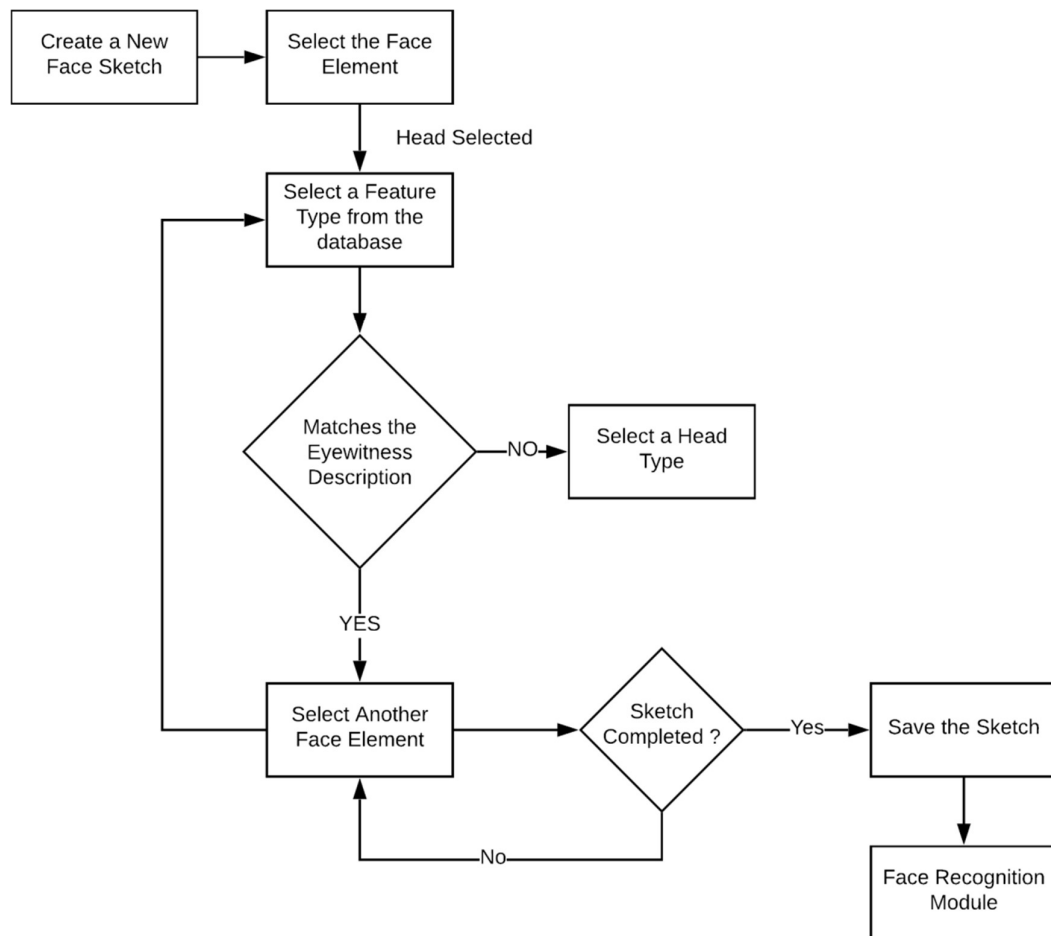 Create a New
Face Sketch
Select the Face
Element
Head Selected
Select a Feature
Type from the
database
Matches the
Eyewitness
Description
NO
Select a Head
Type
YES
Select Another
Face Element
Sketch
Completed ?
Yes
Save the Sketch
No
Face Recognition
Module